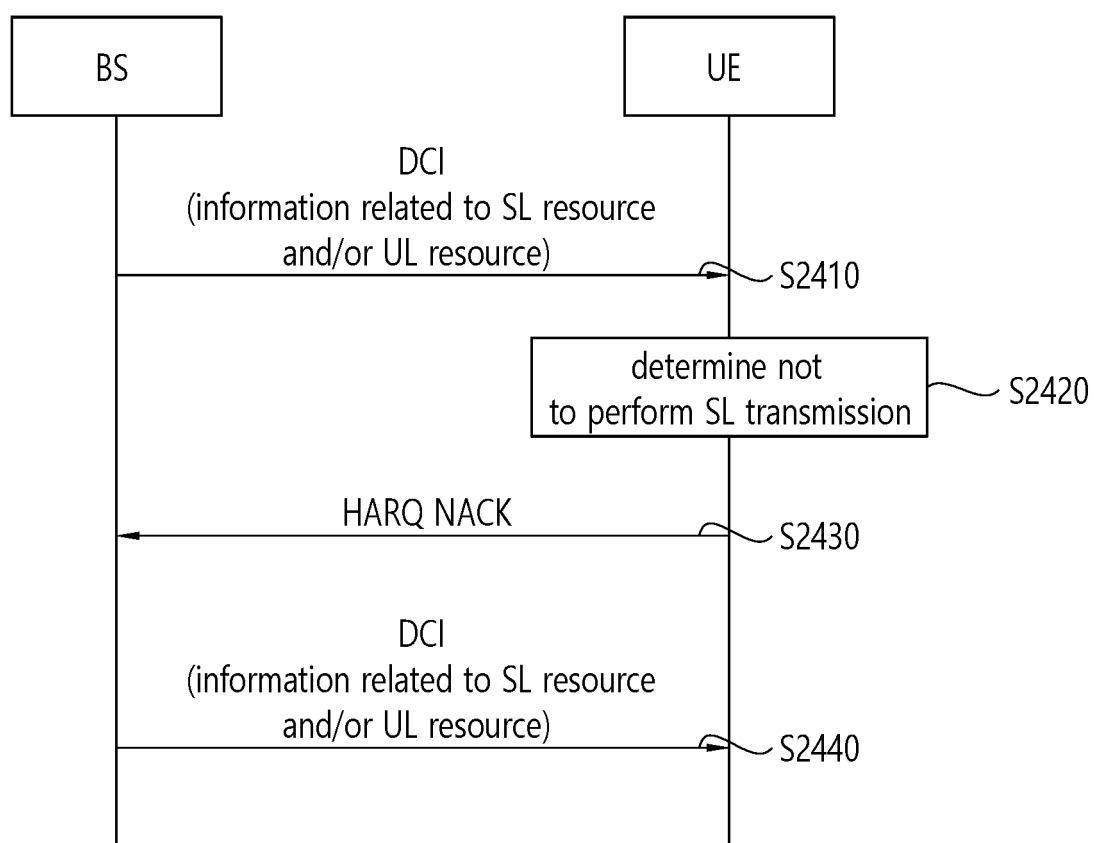 BS
UE
DCI
(information related to SL resource
and/or UL resource)
S2410
determine not
to perform SL transmission
S2420
HARQ NACK
S2430
DCI
(information related to SL resource
and/or UL resource)
S2440